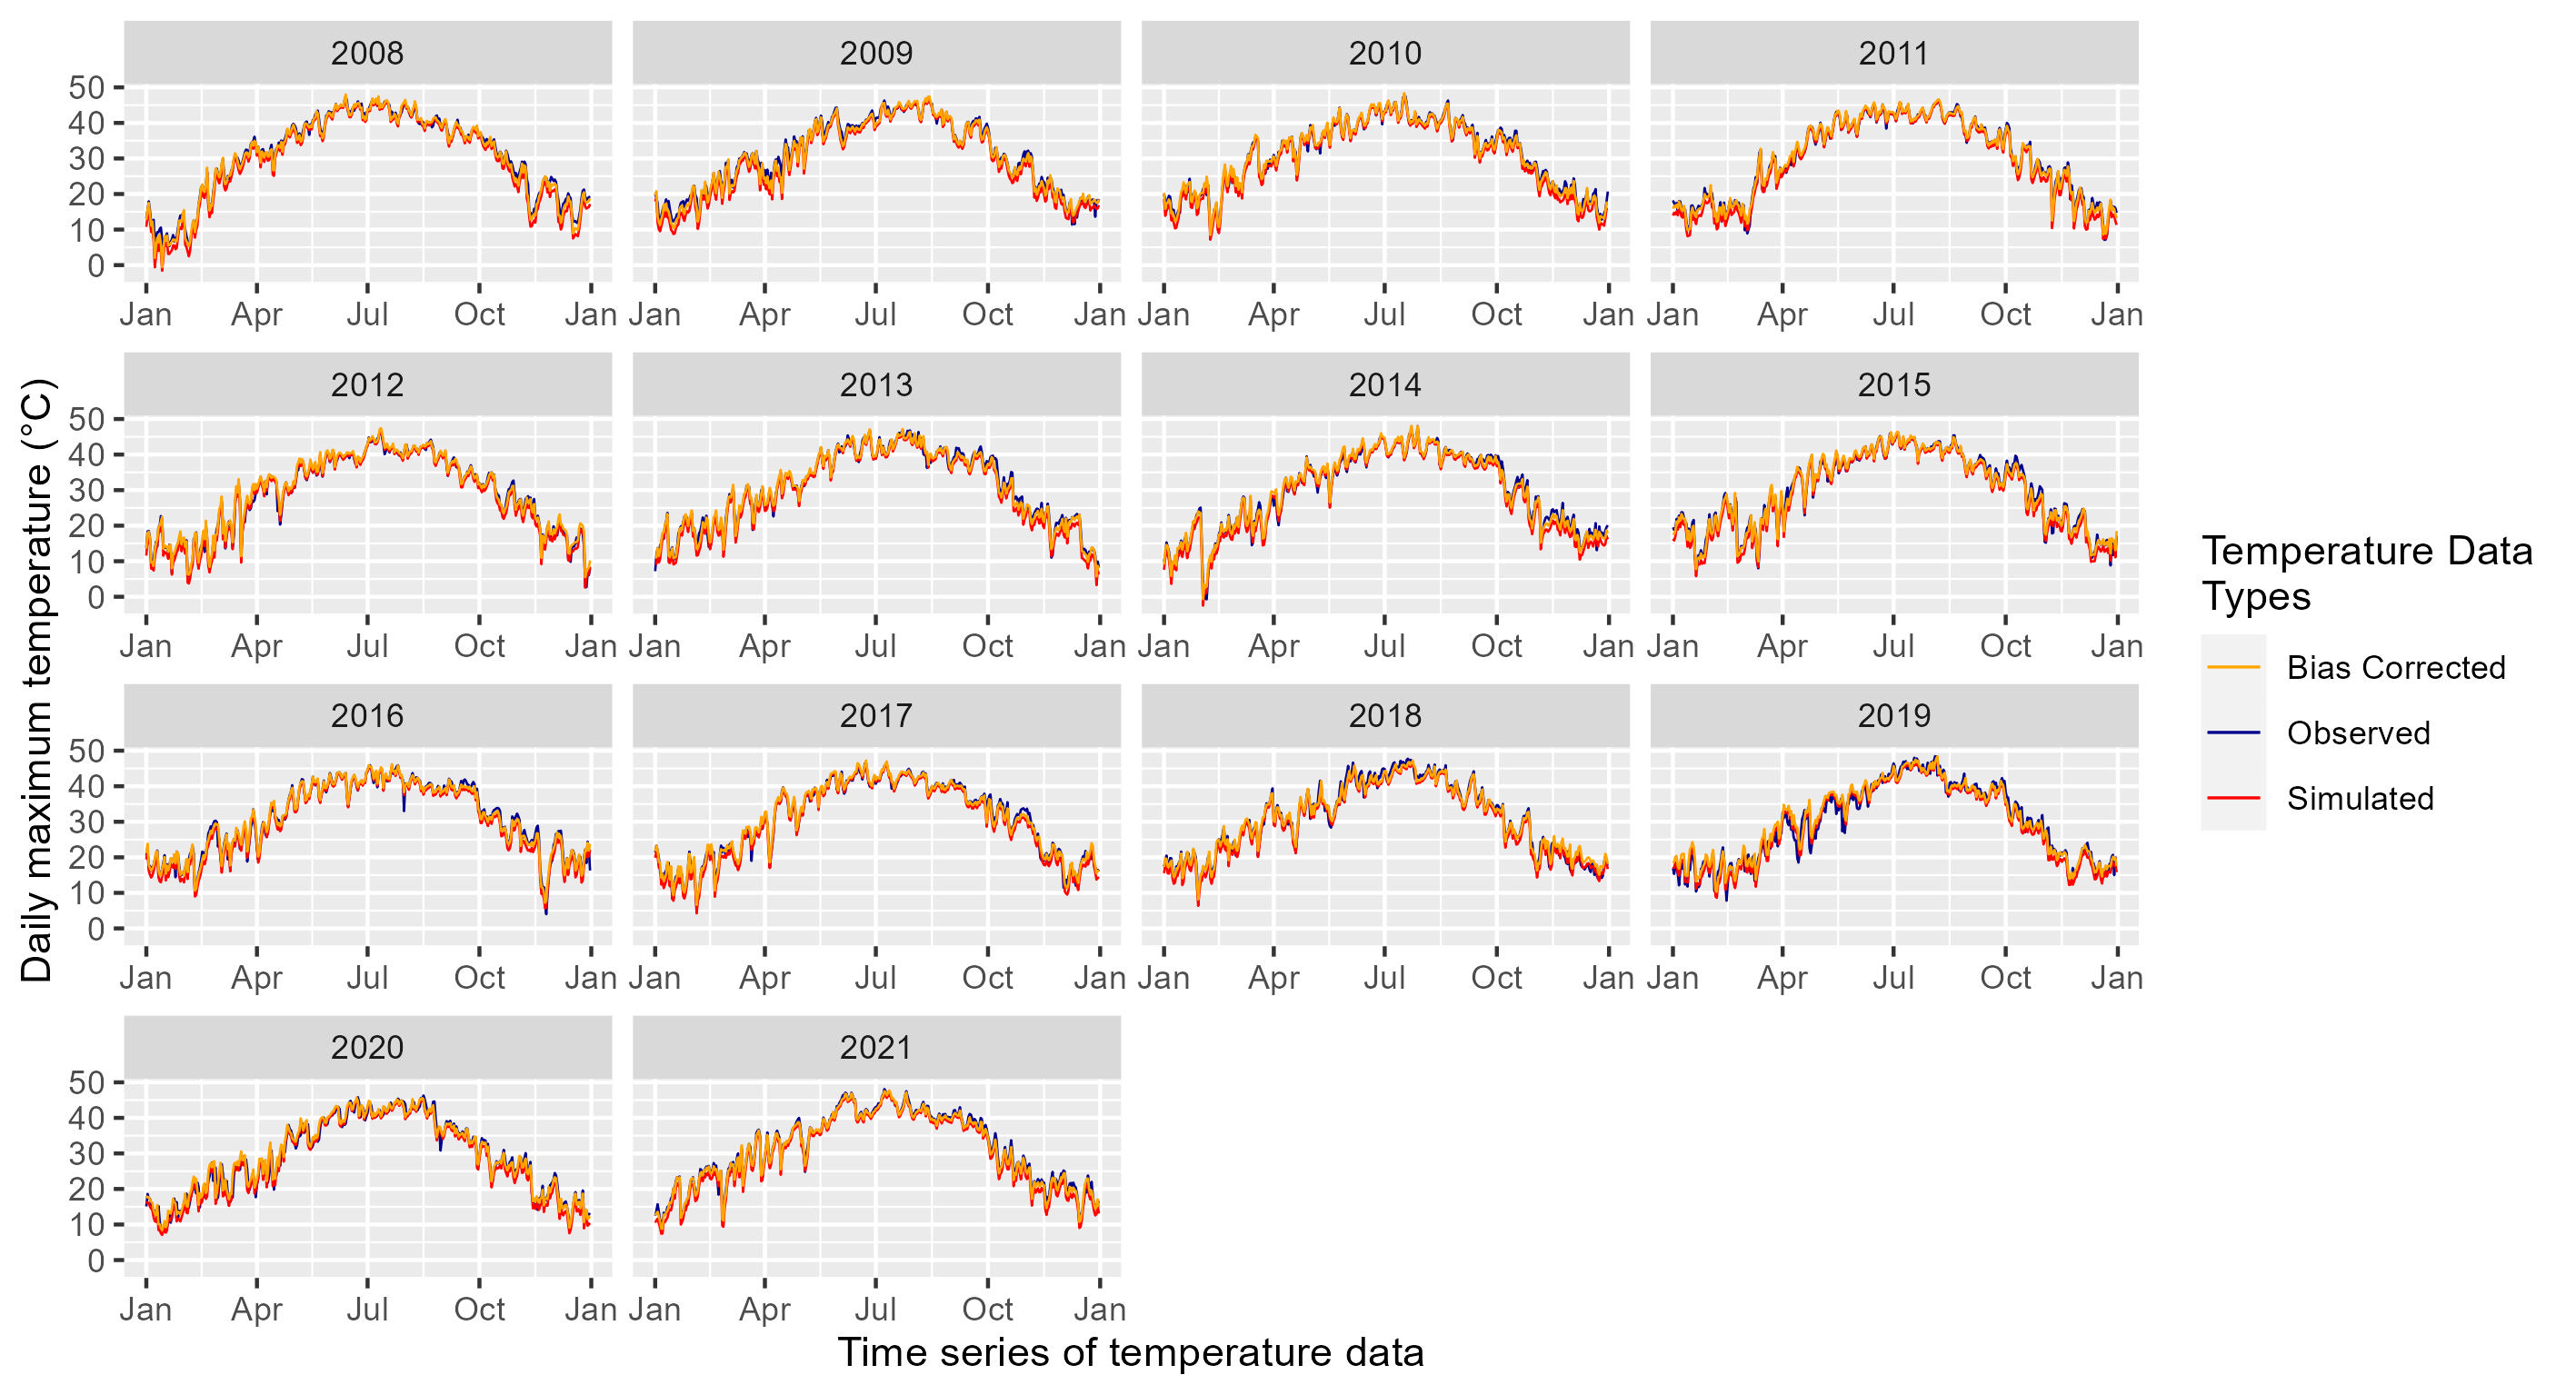 2008 2009 2010 2011
50
40
30
20
10
0
Jan Apr Jul Oct Jan Jan Apr Jul Oct Jan Jan Apr Jul Oct Jan Jan Apr Jul Oct Jan
2012 2013 2014 2015
50
40
30
20
10
0
Jan Apr Jul Oct Jan Jan Apr Jul Oct Jan Jan Apr Jul Oct Jan Jan Apr Jul Oct Jan
2016 2017 2018 2019
50
40
30
20
10
0
Jan Apr Jul Oct Jan Jan Apr Jul Oct Jan Jan Apr Jul Oct Jan Jan Apr Jul Oct Jan
2020 2021
50
40
30
20
10
0
Jan Apr Jul Oct Jan Jan Apr Jul Oct Jan
Daily maximum temperature (°C)
Time series of temperature data
Temperature Data
Types
Bias Corrected
Observed
Simulated